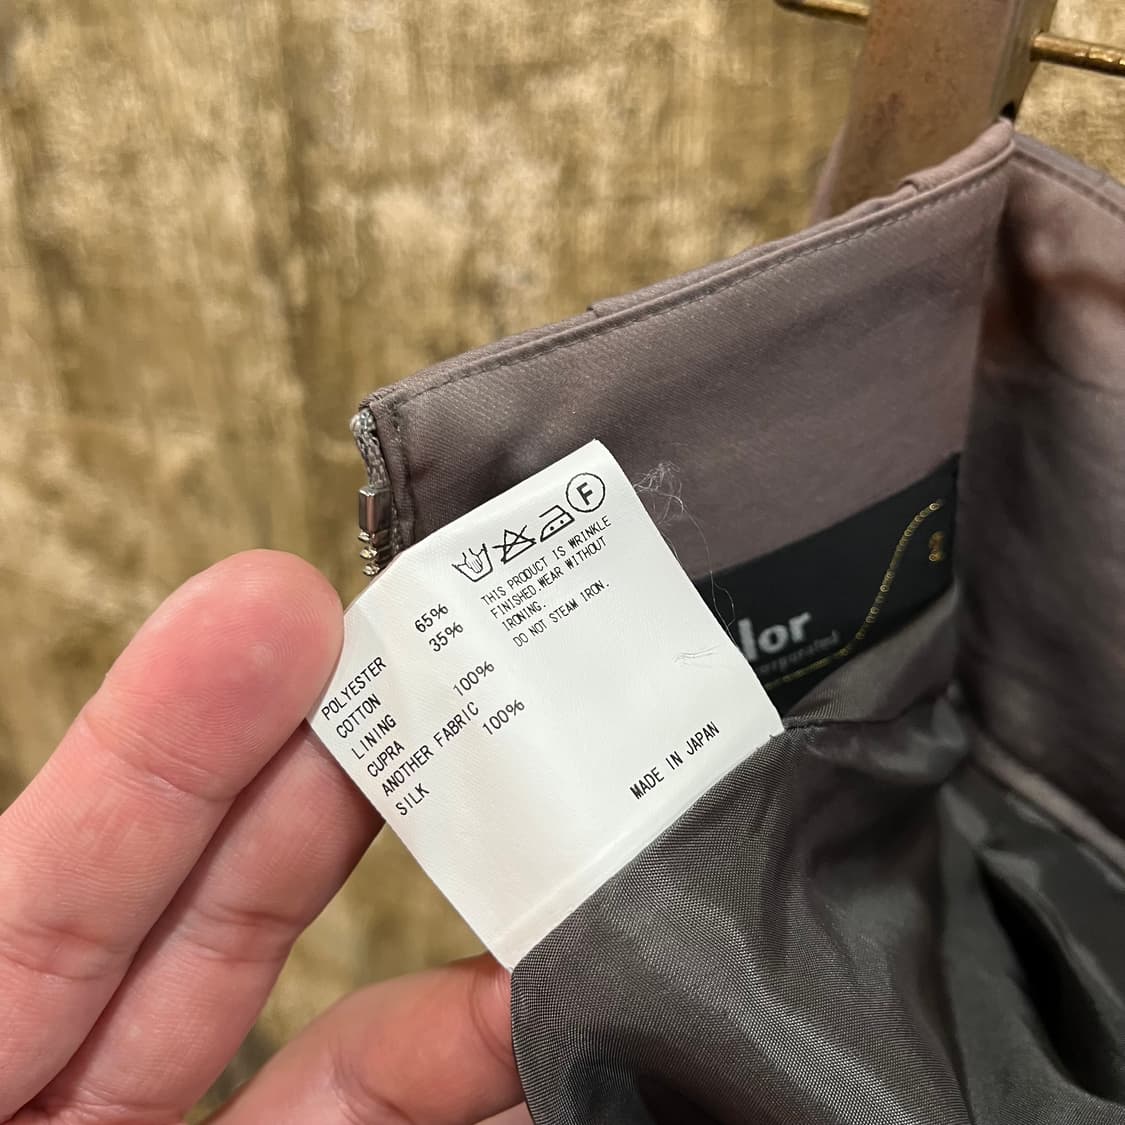 F
THIS PRODUCT IS WRINKLE
FINISHED.WEAR WITHOUT
IRONING.
DO NOT STEAM IRON.
POLYESTER 65%
COTTON 35%
LINING
CUPRA 100%
ANOTHER FABRIC
SILK 100%
MADE IN JAPAN
lor
orporated